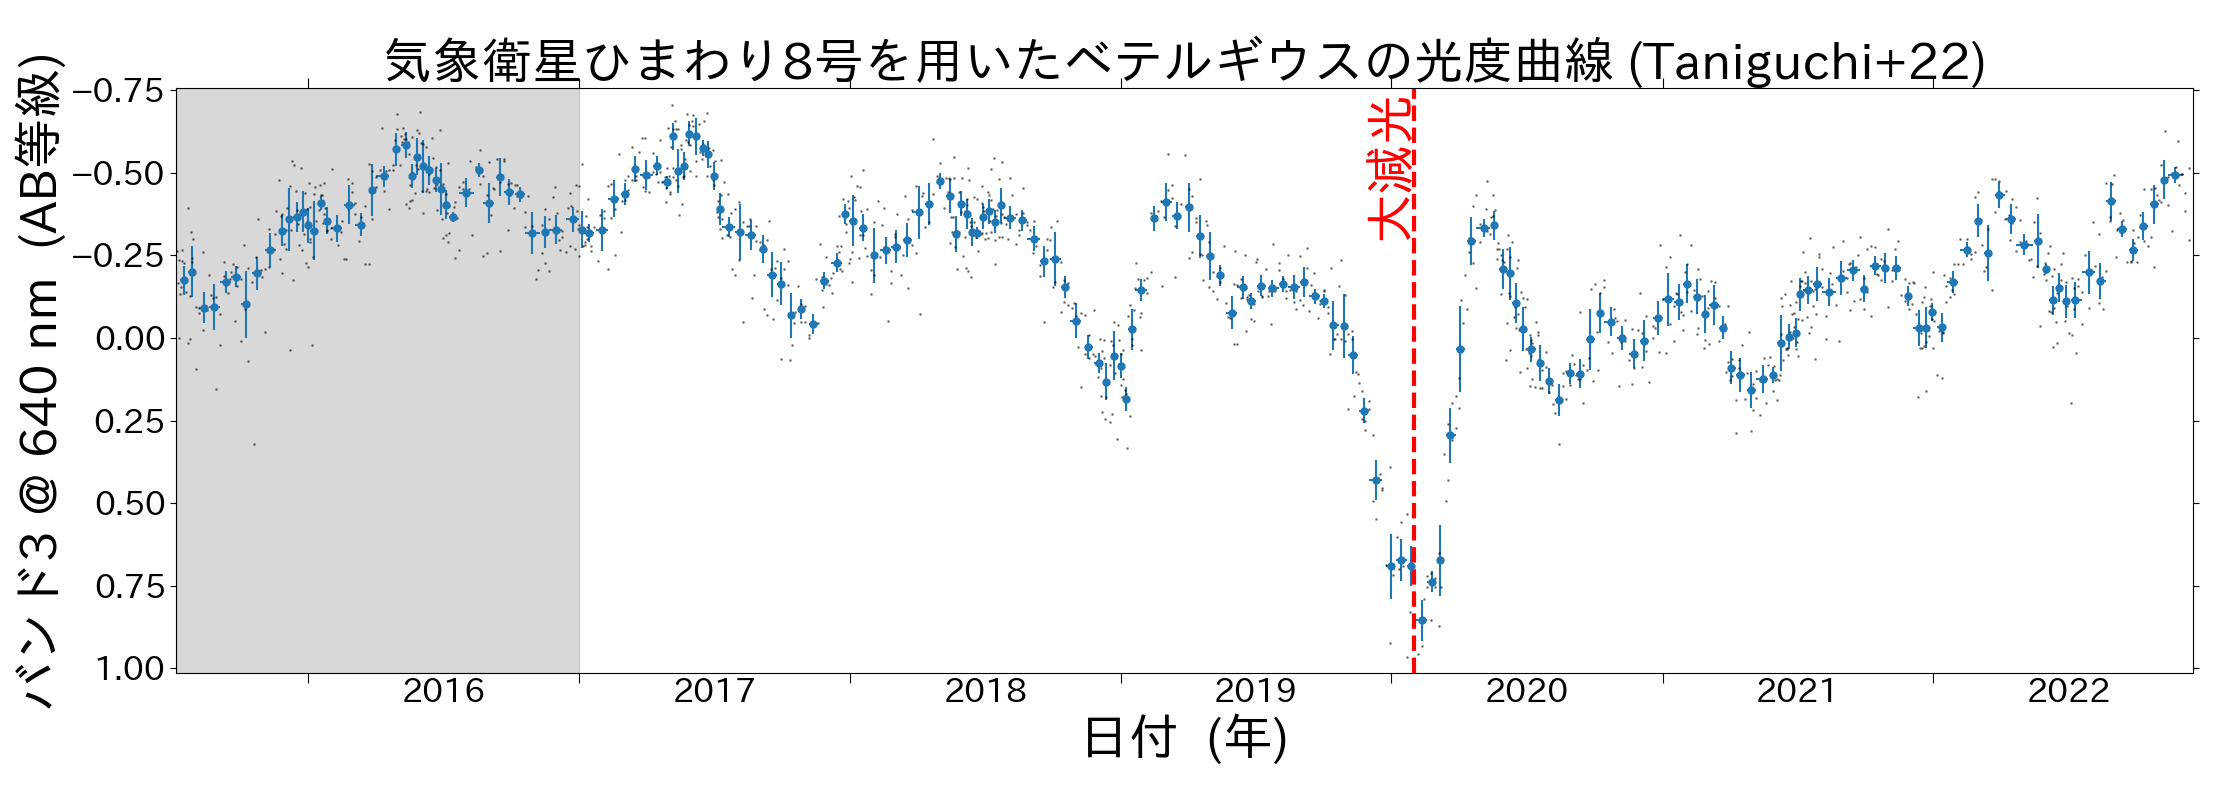 気象衛星ひまわり8号を用いたベテルギウスの光度曲線 (Taniguchi+22)
バンド3 @ 640 nm (AB等級)
−0.75
−0.50
−0.25
0.00
0.25
0.50
0.75
1.00
大減光
2016 2017 2018 2019 2020 2021 2022
日付 (年)